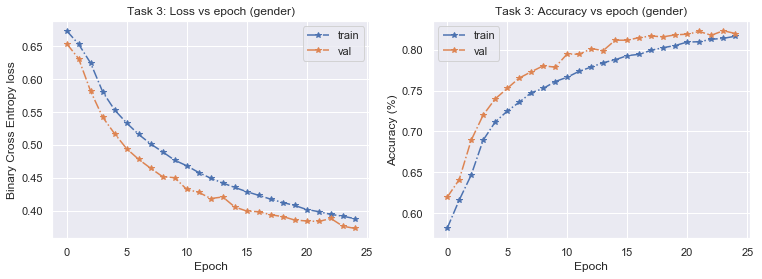 Task 3: Loss vs epoch (gender)
Binary Cross Entropy loss
0.65
0.60
0.55
0.50
0.45
0.40
train
val
0 5 10 15 20 25
Epoch
Task 3: Accuracy vs epoch (gender)
Accuracy (%)
0.80
0.75
0.70
0.65
0.60
train
val
0 5 10 15 20 25
Epoch